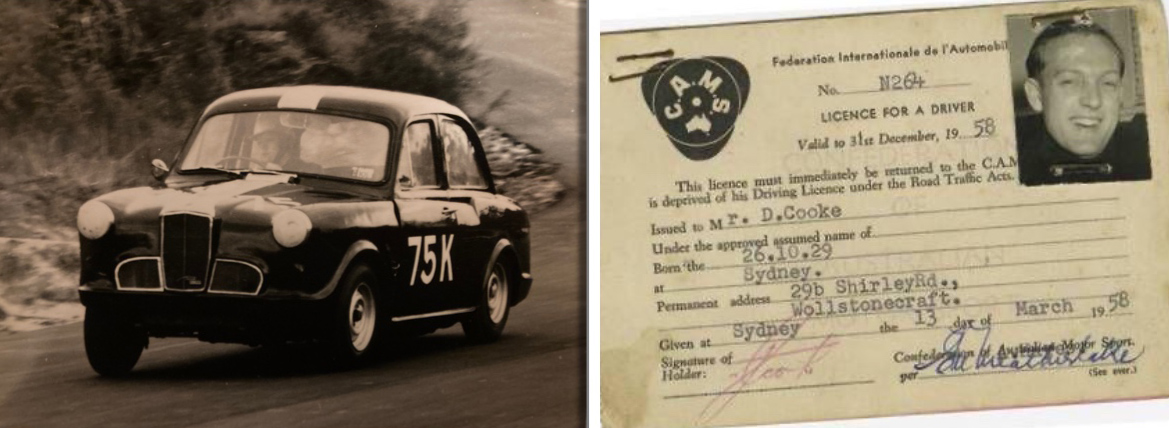 75K
C.A.M.S
Federation Internationale de l'Automobil
No. N264
LICENCE FOR A DRIVER
Valid to 31st December, 19 58
This licence must immediately be returned to the C.A.M
is deprived of his Driving Licence under the Road Traffic Acts.
Issued to Mr. D.Cooke
Under the approved assumed name of
Born the 26.10.29
at Sydney.
Permanent address 29b ShirleyRd.,
Wollstonecraft.
Given at Sydney the 13 day of March 1958
Signature of
Holder:
Confederation of Australian Motor Sport.
per
(See over.)